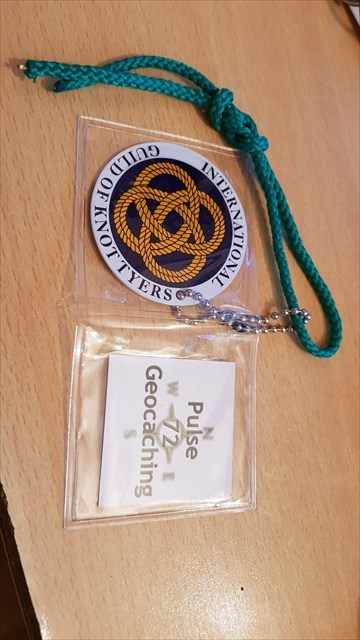 INTERNATIONAL
GUILD OF KNOT TYERS
Pulse
N
W 72 E
S
Geocaching